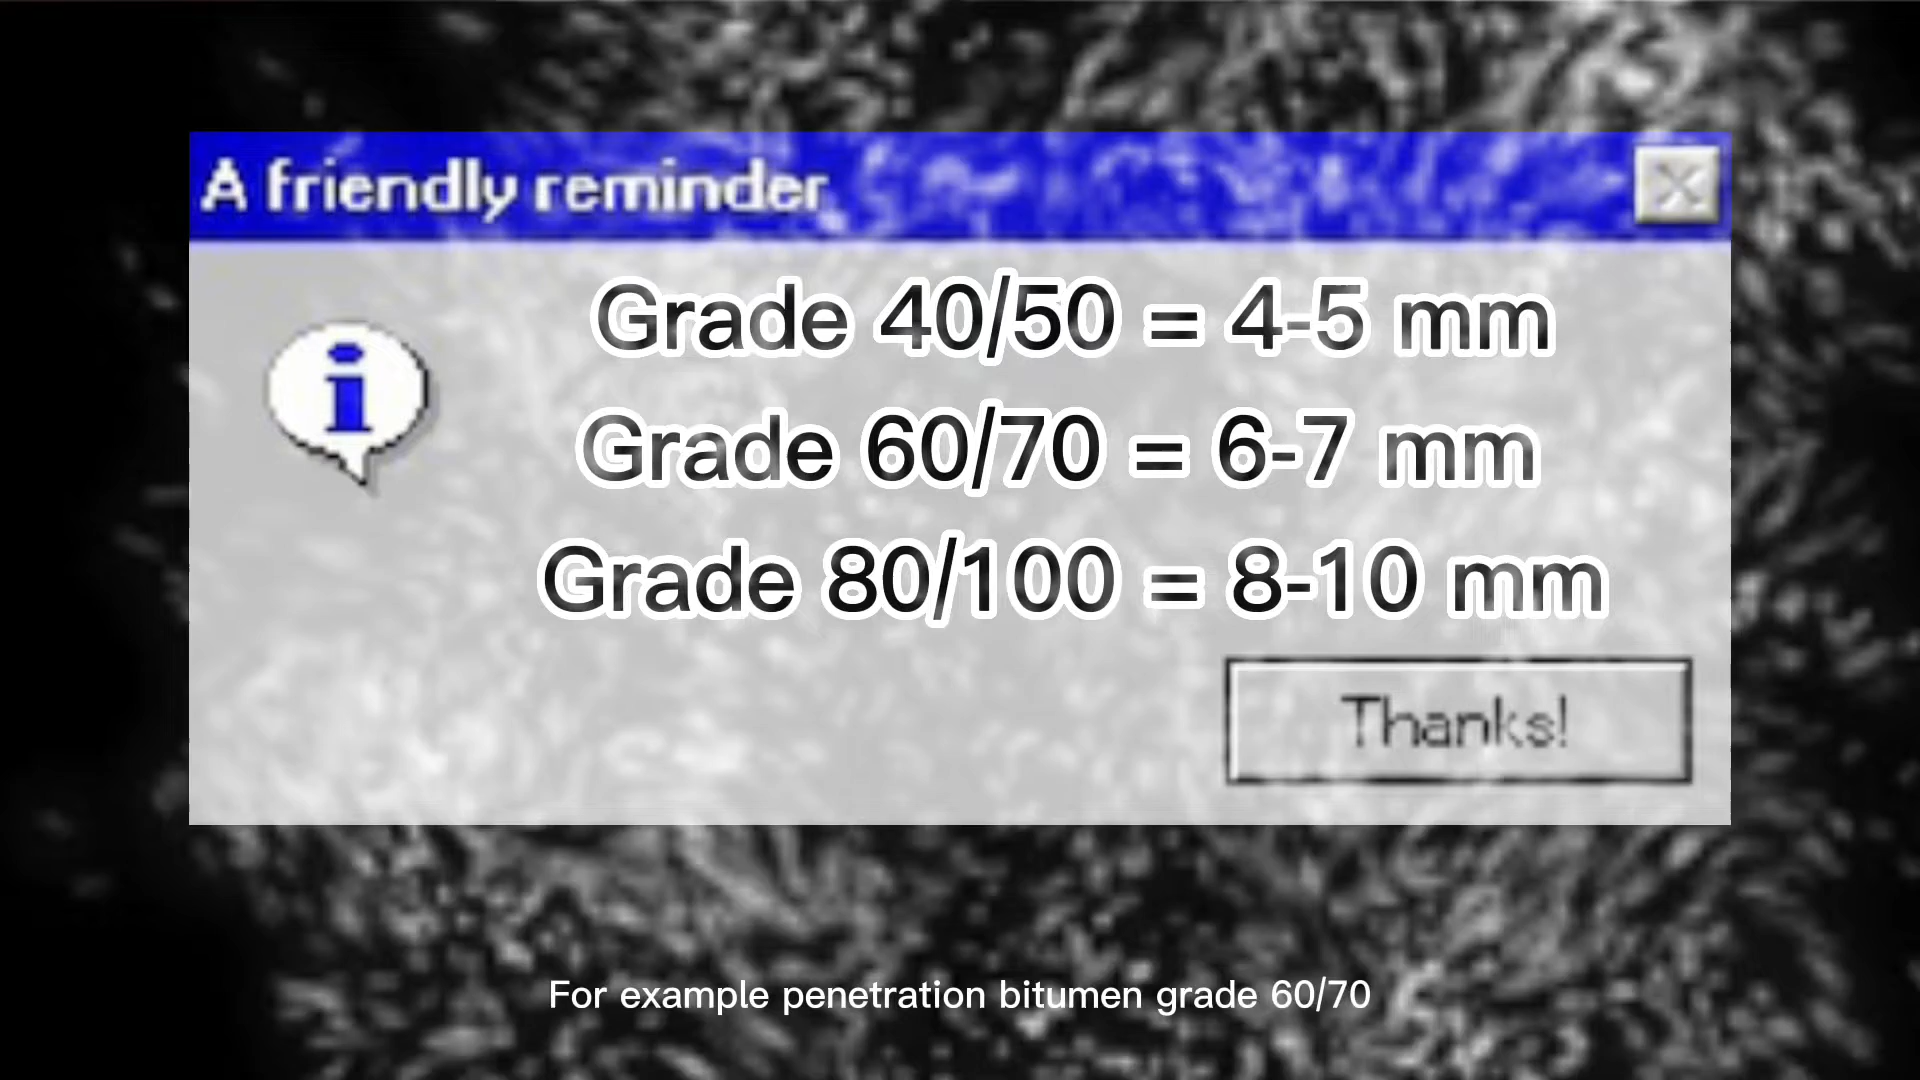 A friendly reminder
Grade 40/50 = 4-5 mm
Grade 60/70 = 6-7 mm
Grade 80/100 = 8-10 mm
Thanks!
For example penetration bitumen grade 60/70